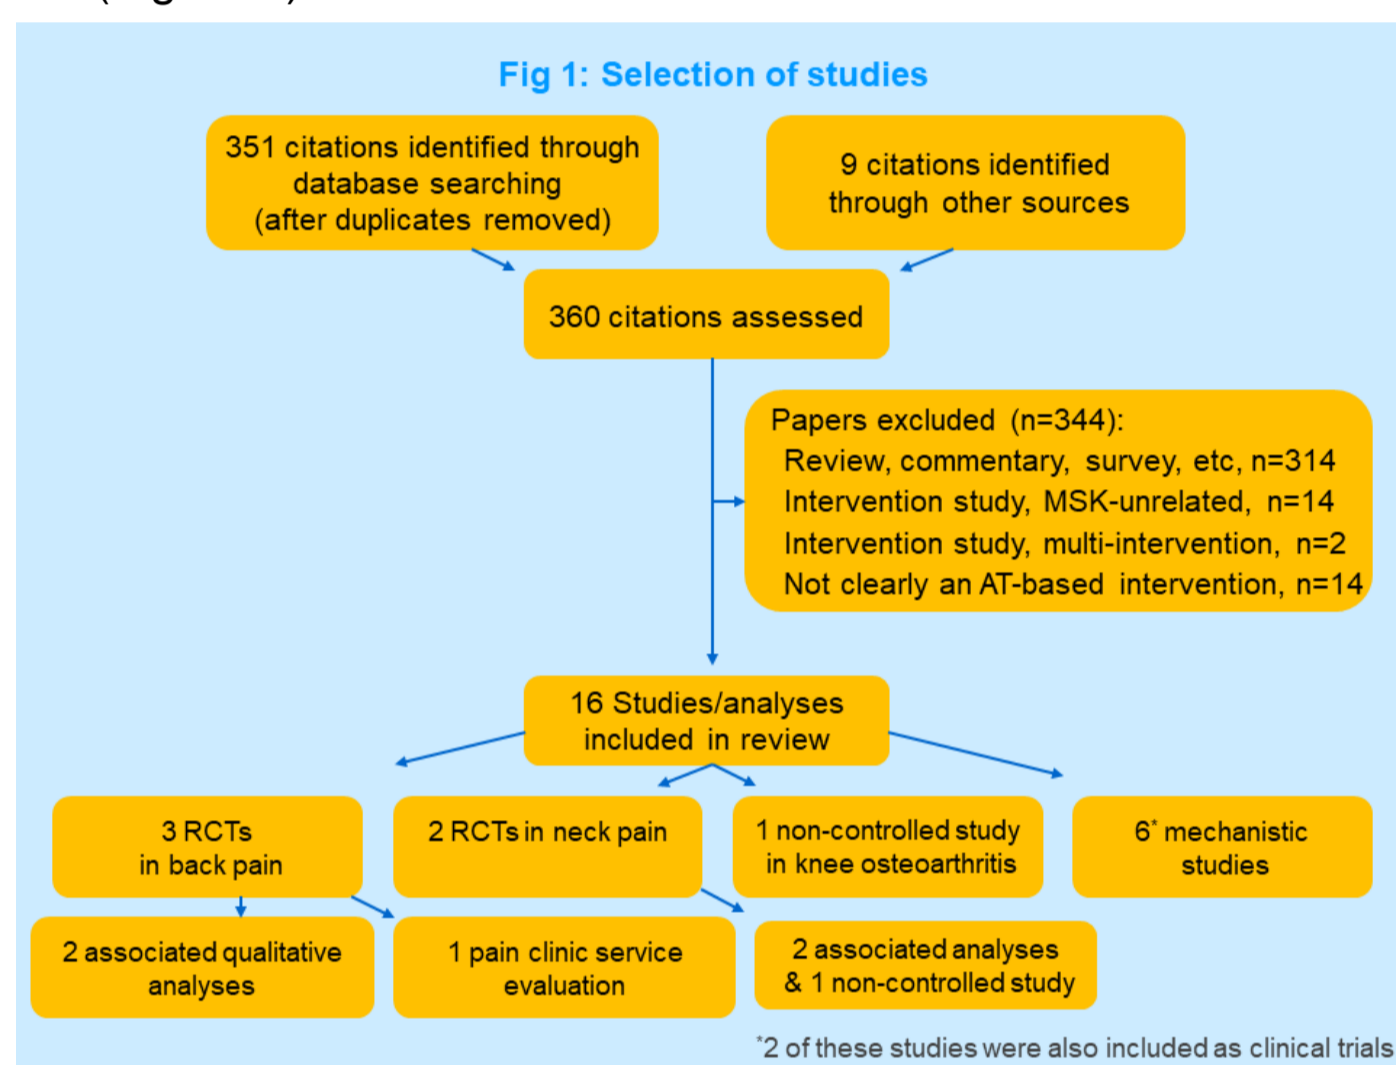 Fig 1: Selection of studies
351 citations identified through
database searching
(after duplicates removed)
9 citations identified
through other sources
360 citations assessed
Papers excluded (n=344):
Review, commentary, survey, etc, n=314
Intervention study, MSK-unrelated, n=14
Intervention study, multi-intervention, n=2
Not clearly an AT-based intervention, n=14
16 Studies/analyses
included in review
3 RCTs
in back pain
2 RCTs in neck pain
1 non-controlled study
in knee osteoarthritis
6* mechanistic
studies
2 associated qualitative
analyses
1 pain clinic service
evaluation
2 associated analyses
& 1 non-controlled study
*2 of these studies were also included as clinical trials